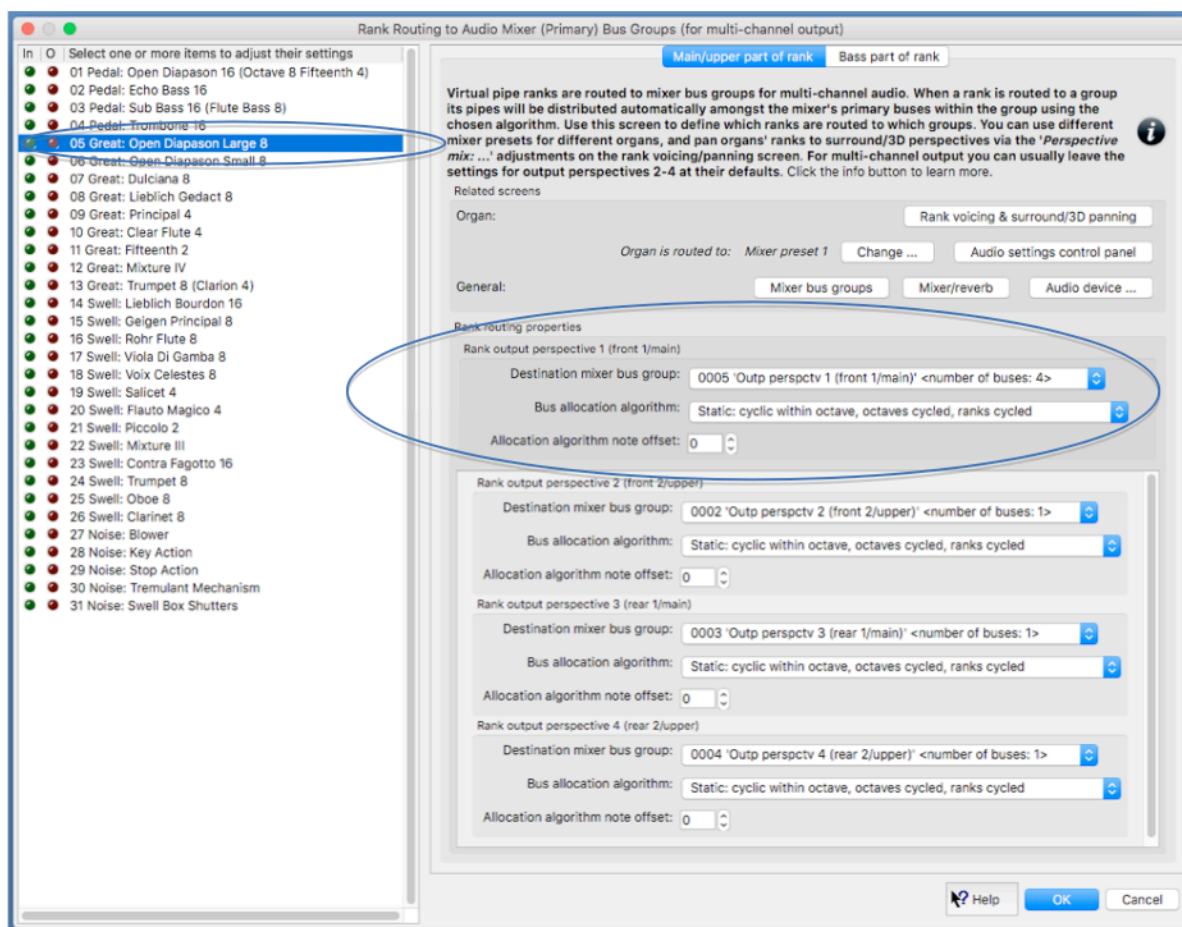 Rank Routing to Audio Mixer (Primary) Bus Groups (for multi-channel output)
In O Select one or more items to adjust their settings
01 Pedal: Open Diapason 16 (Octave 8 Fifteenth 4)
02 Pedal: Echo Bass 16
03 Pedal: Sub Bass 16 (Flute Bass 8)
04 Pedal: Trombone 16
05 Great: Open Diapason Large 8
06 Great: Open Diapason Small 8
07 Great: Dulciana 8
08 Great: Lieblich Gedact 8
09 Great: Principal 4
10 Great: Clear Flute 4
11 Great: Fifteenth 2
12 Great: Mixture IV
13 Great: Trumpet 8 (Clarion 4)
14 Swell: Lieblich Bourdon 16
15 Swell: Geigen Principal 8
16 Swell: Rohr Flute 8
17 Swell: Viola Di Gamba 8
18 Swell: Voix Celestes 8
19 Swell: Salicet 4
20 Swell: Flauto Magico 4
21 Swell: Piccolo 2
22 Swell: Mixture III
23 Swell: Contra Fagotto 16
24 Swell: Trumpet 8
25 Swell: Oboe 8
26 Swell: Clarinet 8
27 Noise: Blower
28 Noise: Key Action
29 Noise: Stop Action
30 Noise: Tremulant Mechanism
31 Noise: Swell Box Shutters
Main/upper part of rank Bass part of rank
Virtual pipe ranks are routed to mixer bus groups for multi-channel audio. When a rank is routed to a group
its pipes will be distributed automatically amongst the mixer's primary buses within the group using the
chosen algorithm. Use this screen to define which ranks are routed to which groups. You can use different
mixer presets for different organs, and pan organs' ranks to surround/3D perspectives via the 'Perspective
mix: ...' adjustments on the rank voicing/panning screen. For multi-channel output you can usually leave the
settings for output perspectives 2-4 at their defaults. Click the info button to learn more.
i
Related screens
Organ: Rank voicing & surround/3D panning
Organ is routed to: Mixer preset 1 Change ... Audio settings control panel
General: Mixer bus groups Mixer/reverb Audio device ...
Rank routing properties
Rank output perspective 1 (front 1/main)
Destination mixer bus group: 0005 'Outp perspctv 1 (front 1/main)' <number of buses: 4>
Bus allocation algorithm: Static: cyclic within octave, octaves cycled, ranks cycled
Allocation algorithm note offset: 0
Rank output perspective 2 (front 2/upper)
Destination mixer bus group: 0002 'Outp perspctv 2 (front 2/upper)' <number of buses: 1>
Bus allocation algorithm: Static: cyclic within octave, octaves cycled, ranks cycled
Allocation algorithm note offset: 0
Rank output perspective 3 (rear 1/main)
Destination mixer bus group: 0003 'Outp perspctv 3 (rear 1/main)' <number of buses: 1>
Bus allocation algorithm: Static: cyclic within octave, octaves cycled, ranks cycled
Allocation algorithm note offset: 0
Rank output perspective 4 (rear 2/upper)
Destination mixer bus group: 0004 'Outp perspctv 4 (rear 2/upper)' <number of buses: 1>
Bus allocation algorithm: Static: cyclic within octave, octaves cycled, ranks cycled
Allocation algorithm note offset: 0
? Help OK Cancel